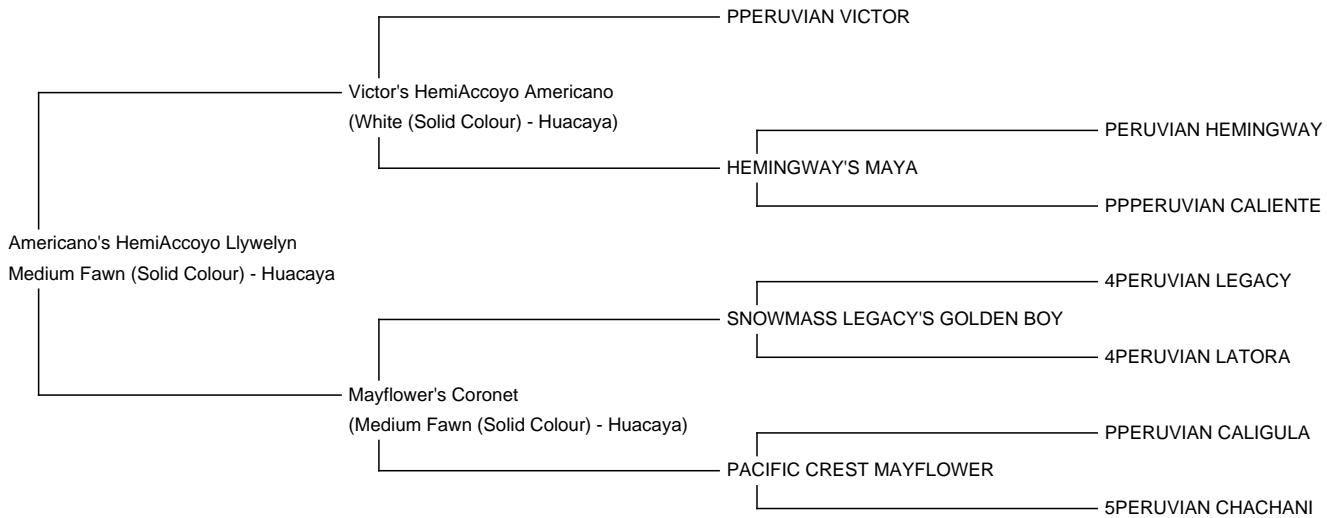 PPERUVIAN VICTOR
Victor's HemiAccoyo Americano
(White (Solid Colour) - Huacaya)
PERUVIAN HEMINGWAY
HEMINGWAY'S MAYA
PPPERUVIAN CALIENTE
Americano's HemiAccoyo Llywelyn
Medium Fawn (Solid Colour) - Huacaya
4PERUVIAN LEGACY
SNOWMASS LEGACY'S GOLDEN BOY
4PERUVIAN LATORA
Mayflower's Coronet
(Medium Fawn (Solid Colour) - Huacaya)
PPERUVIAN CALIGULA
PACIFIC CREST MAYFLOWER
5PERUVIAN CHACHANI